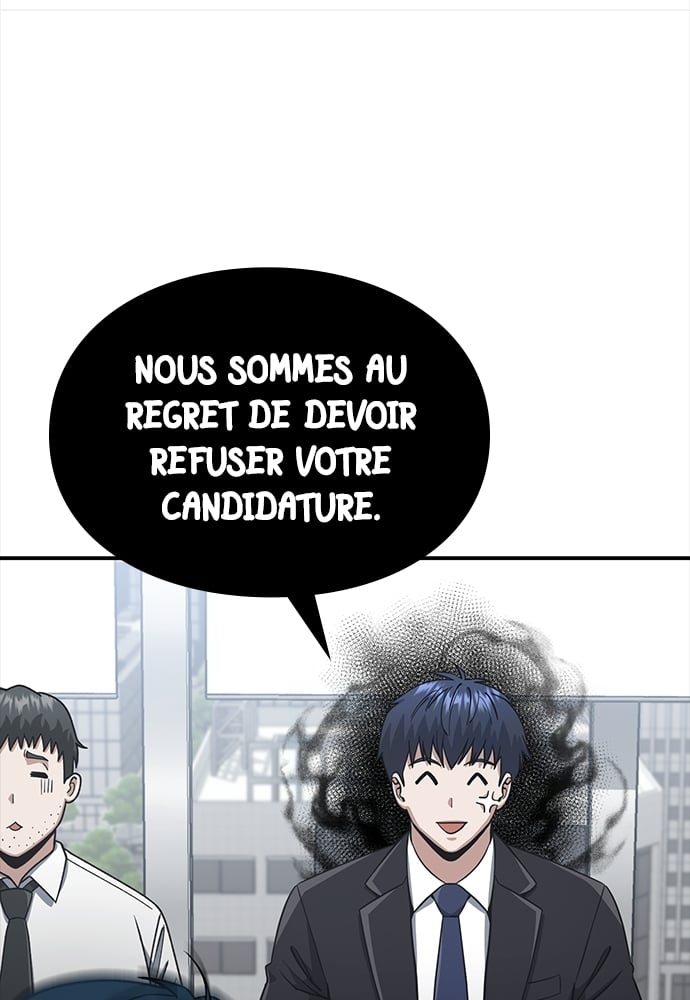 NOUS SOMMES AU
REGRET DE DEVOIR
REFUSER VOTRE
CANDIDATURE.